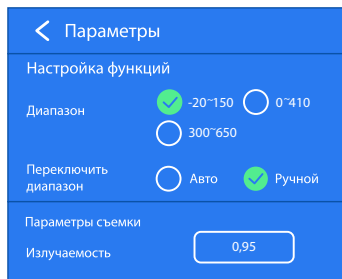 Параметры
Настройка функций
Диапазон -20~150 0~410
300~650
Переключить диапазон Авто Ручной
Параметры съемки
Излучаемость 0,95